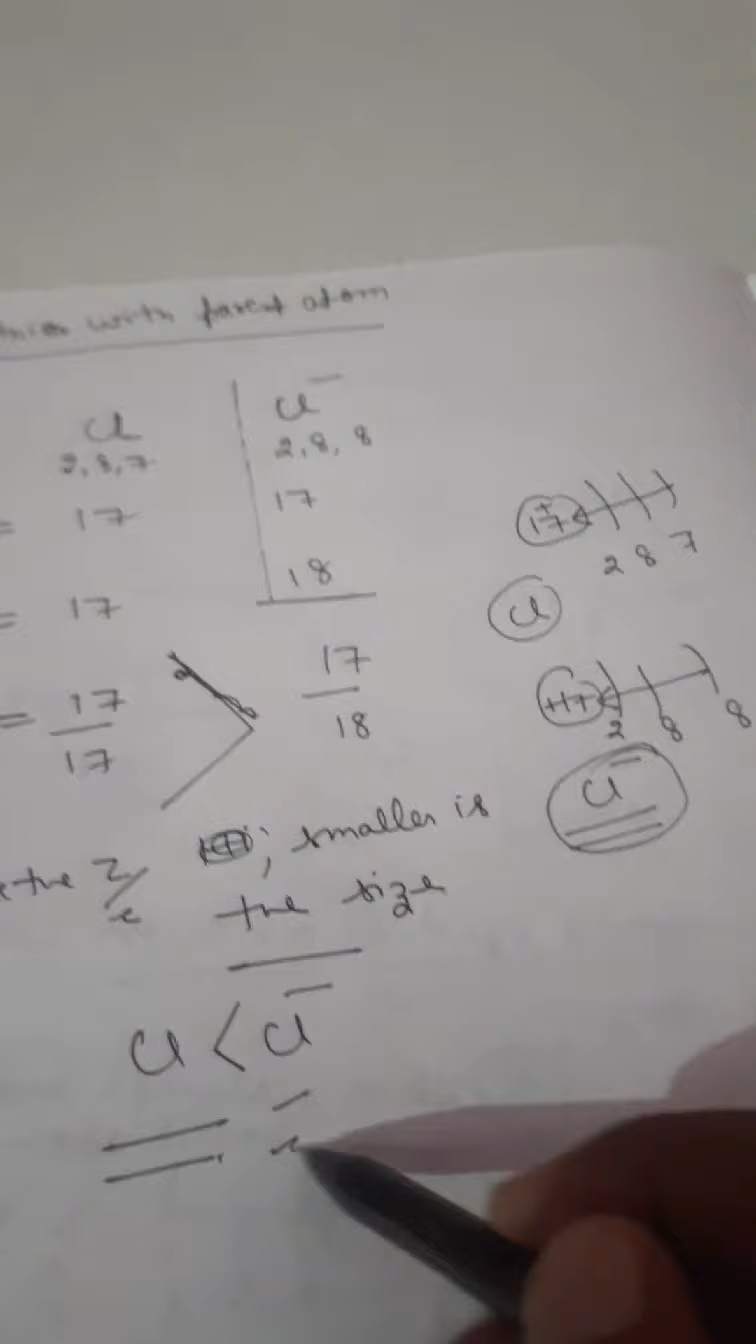 with parent atom
Cl Cl⁻
2,8,7 2,8,8
= 17 17
= 17 18
= 17/17 > 17/18
17+ 2 8 7
Cl
+17 2 8 8
Cl⁻
the Z/e ; smaller is
the size
Cl < Cl⁻